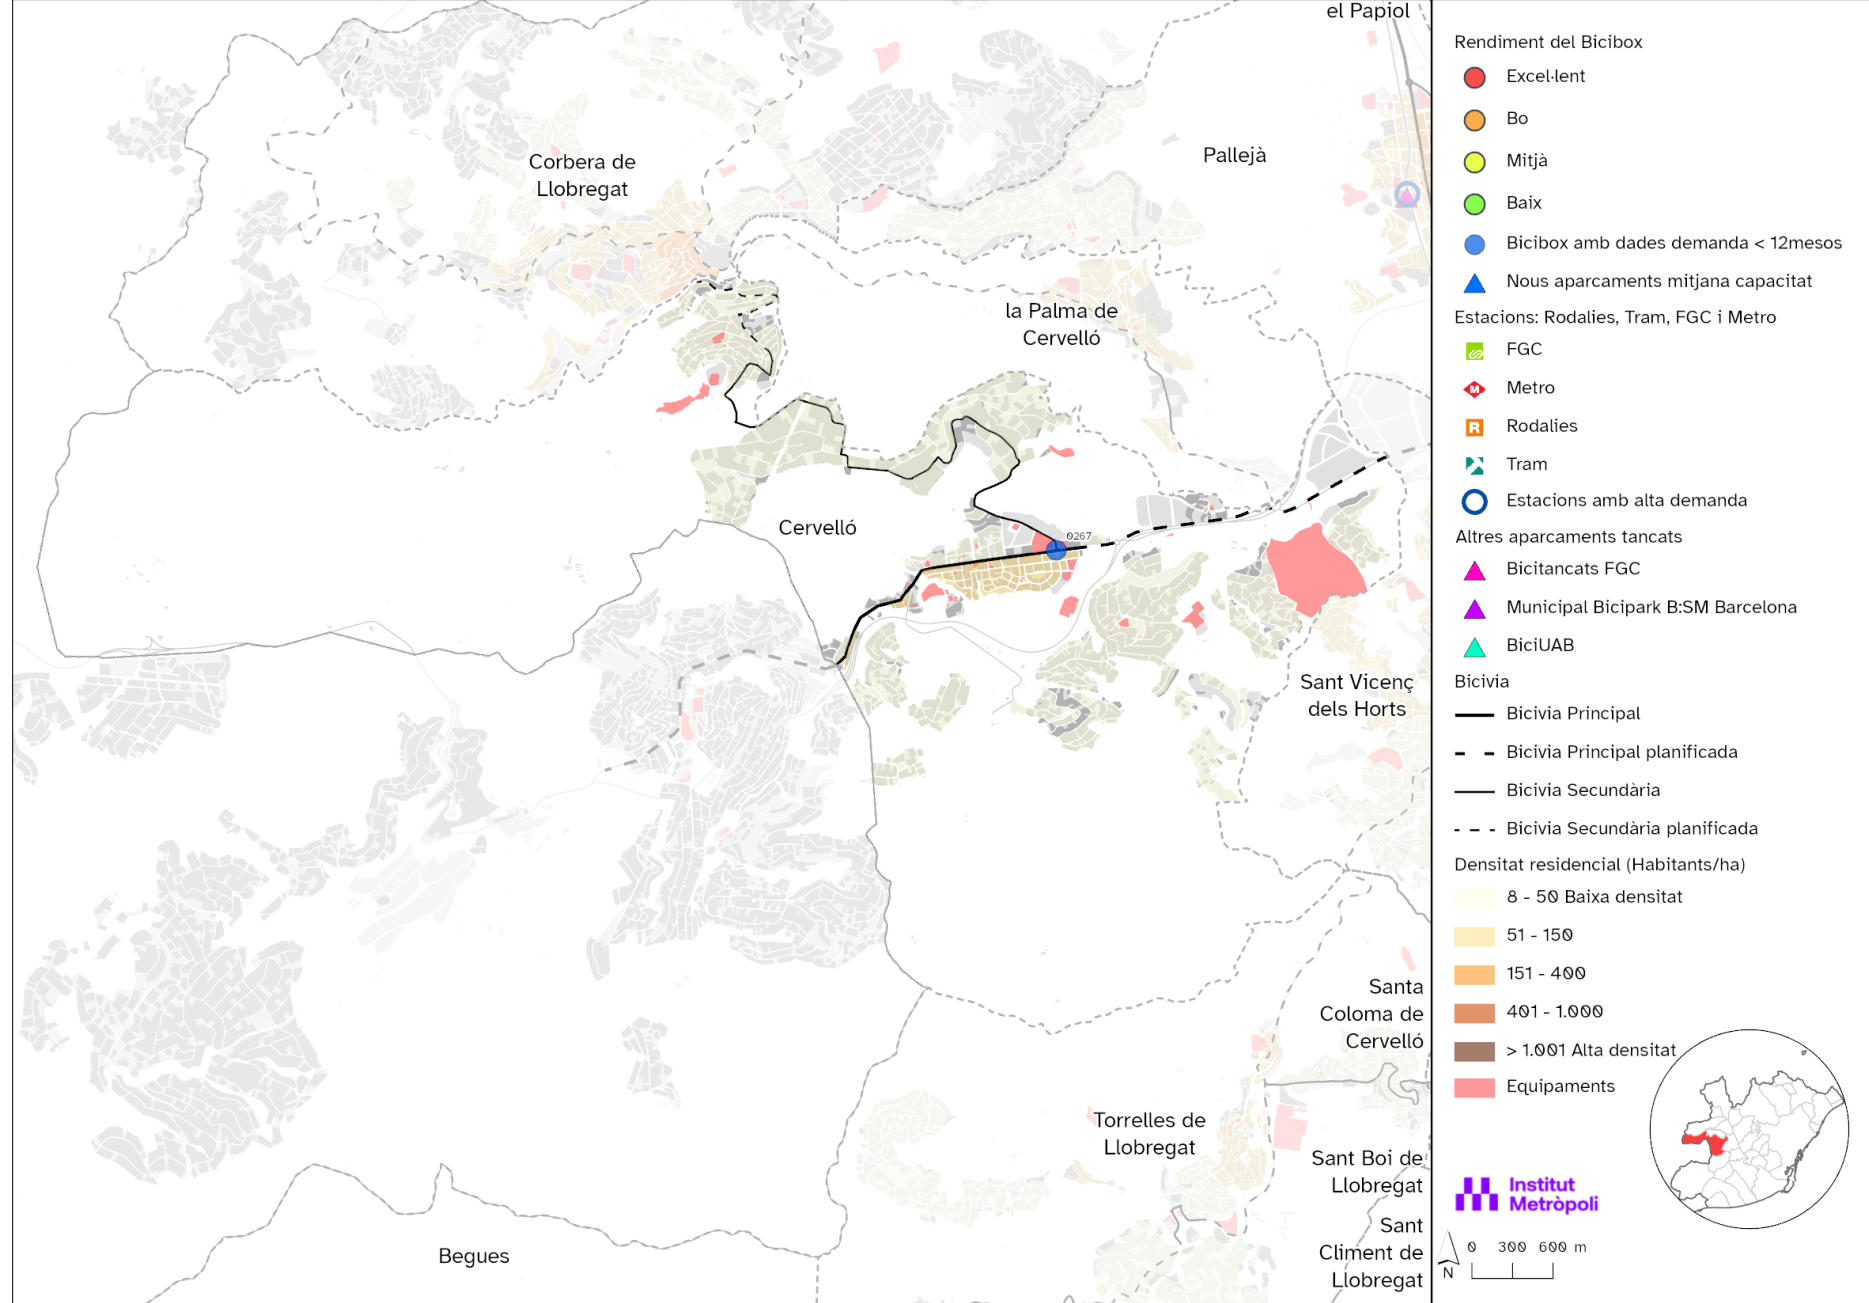 el Papiol
Corbera de
Llobregat
Pallejà
la Palma de
Cervelló
Cervelló
0267
Sant Vicenç
dels Horts
Santa
Coloma de
Cervelló
Torrelles de
Llobregat
Sant Boi de
Llobregat
Sant
Climent de
Llobregat
Begues
Rendiment del Bicibox
Excel·lent
Bo
Mitjà
Baix
Bicibox amb dades demanda < 12mesos
Nous aparcaments mitjana capacitat
Estacions: Rodalies, Tram, FGC i Metro
FGC
M Metro
R Rodalies
Tram
Estacions amb alta demanda
Altres aparcaments tancats
Bicitancats FGC
Municipal Bicipark B:SM Barcelona
BiciUAB
Bicivia
Bicivia Principal
Bicivia Principal planificada
Bicivia Secundària
Bicivia Secundària planificada
Densitat residencial (Habitants/ha)
8 - 50 Baixa densitat
51 - 150
151 - 400
401 - 1.000
> 1.001 Alta densitat
Equipaments
Institut
Metròpoli
N
0 300 600 m